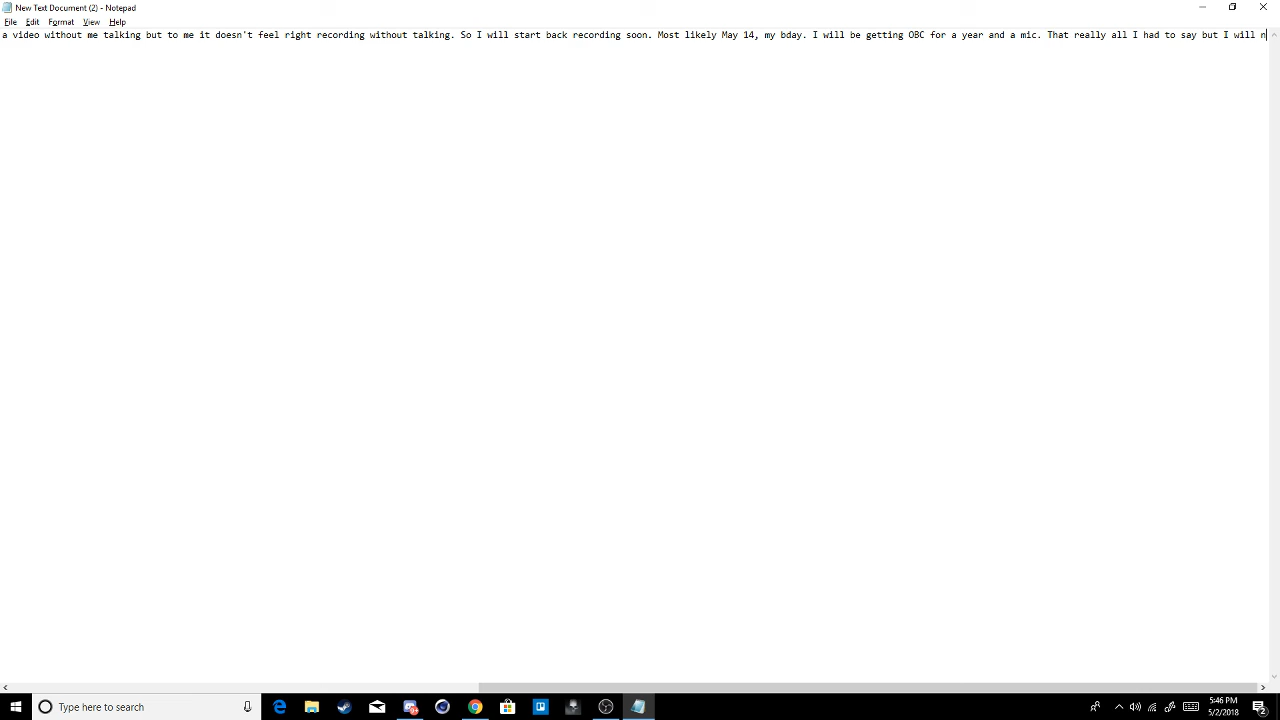 New Text Document (2) - Notepad
File Edit Format View Help
a video without me talking but to me it doesn't feel right recording without talking. So I will start back recording soon. Most likely May 14, my bday. I will be getting OBC for a year and a mic. That really all I had to say but I will n
Type here to search
5:46 PM
5/2/2018
2